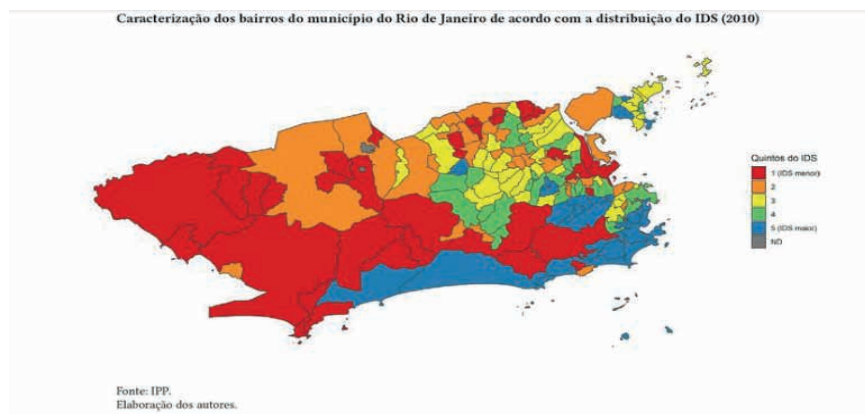 Caracterização dos bairros do município do Rio de Janeiro de acordo com a distribuição do IDS (2010)
Quintos do IDS
1 (IDS menor)
2
3
4
5 (IDS maior)
ND
Fonte: IPP.
Elaboração dos autores.